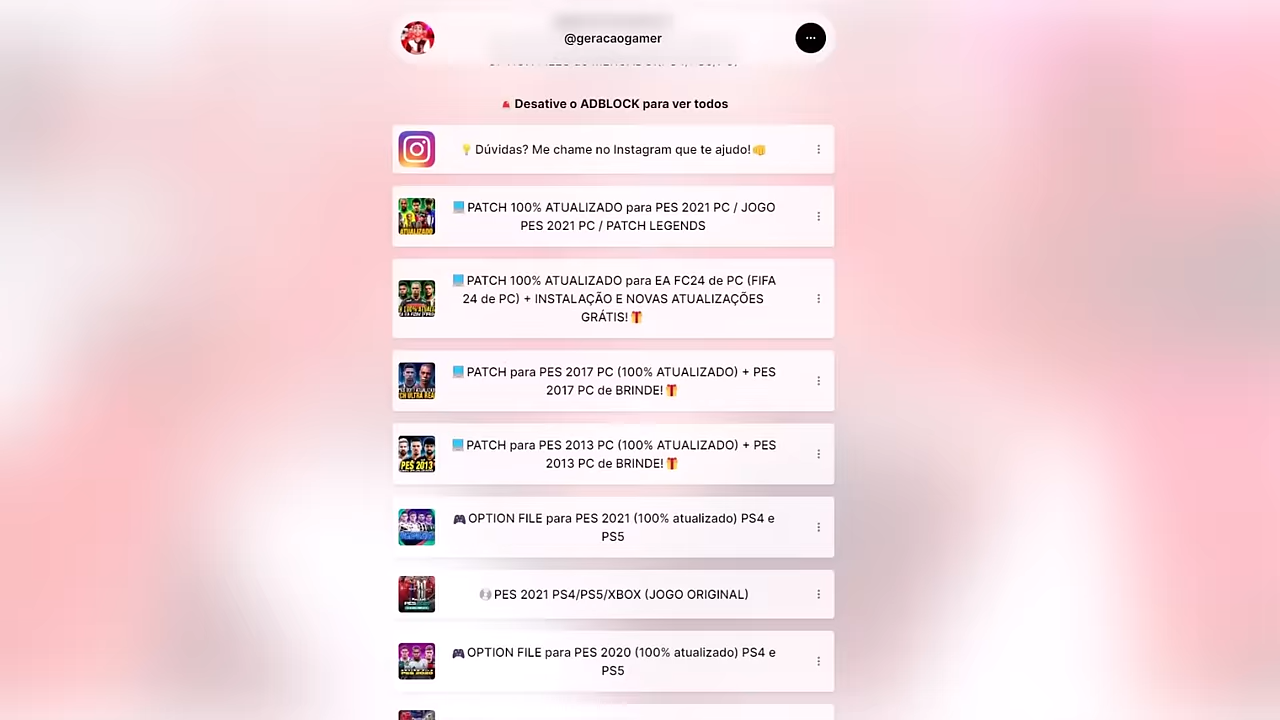 @geracaogamer
Desative o ADBLOCK para ver todos
Dúvidas? Me chame no Instagram que te ajudo!
PATCH 100% ATUALIZADO para PES 2021 PC / JOGO
PES 2021 PC / PATCH LEGENDS
ATUALIZADO
PATCH 100% ATUALIZADO para EA FC24 de PC (FIFA
24 de PC) + INSTALAÇÃO E NOVAS ATUALIZAÇÕES
GRÁTIS!
PATCH para PES 2017 PC (100% ATUALIZADO) + PES
2017 PC de BRINDE!
PATCH para PES 2013 PC (100% ATUALIZADO) + PES
2013 PC de BRINDE!
PES 2013
OPTION FILE para PES 2021 (100% atualizado) PS4 e
PS5
PES 2021 PS4/PS5/XBOX (JOGO ORIGINAL)
OPTION FILE para PES 2020 (100% atualizado) PS4 e
PS5